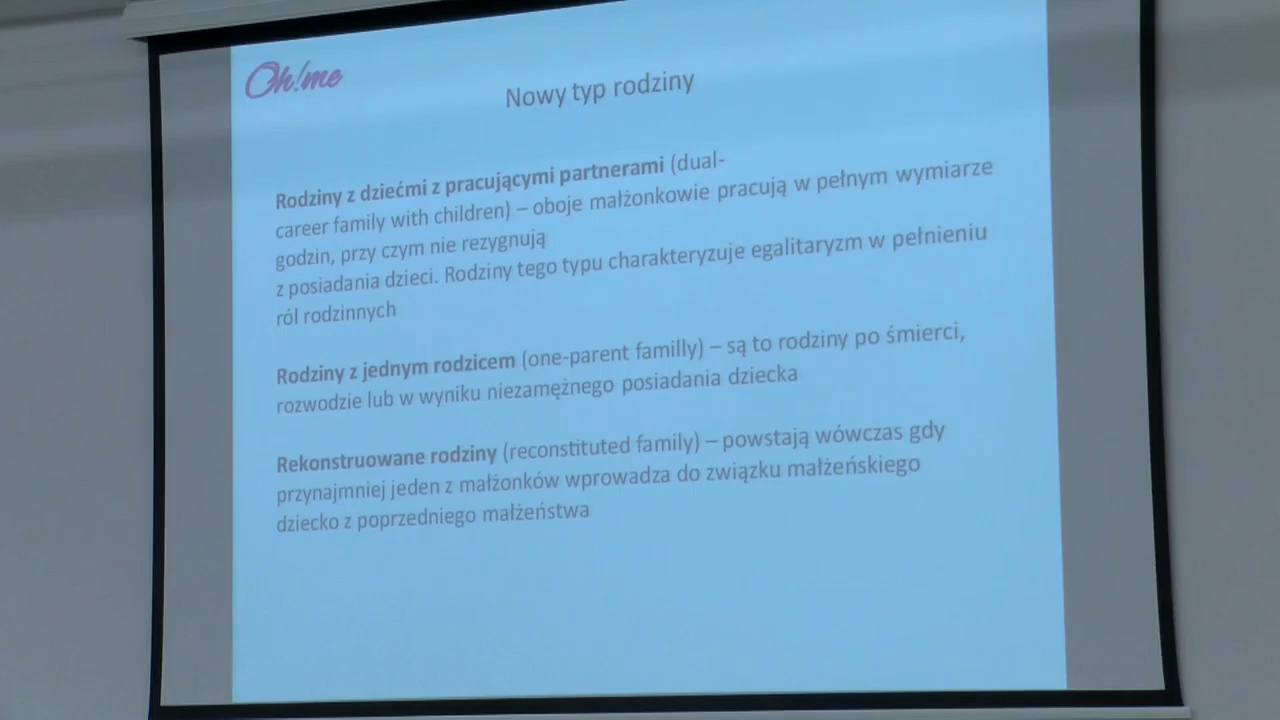 Oh!me
Nowy typ rodziny
Rodziny z dziećmi z pracującymi partnerami (dual-
career family with children) – oboje małżonkowie pracują w pełnym wymiarze
godzin, przy czym nie rezygnują
z posiadania dzieci. Rodziny tego typu charakteryzuje egalitaryzm w pełnieniu
ról rodzinnych
Rodziny z jednym rodzicem (one-parent familly) – są to rodziny po śmierci,
rozwodzie lub w wyniku niezamężnego posiadania dziecka
Rekonstruowane rodziny (reconstituted family) – powstają wówczas gdy
przynajmniej jeden z małżonków wprowadza do związku małżeńskiego
dziecko z poprzedniego małżeństwa